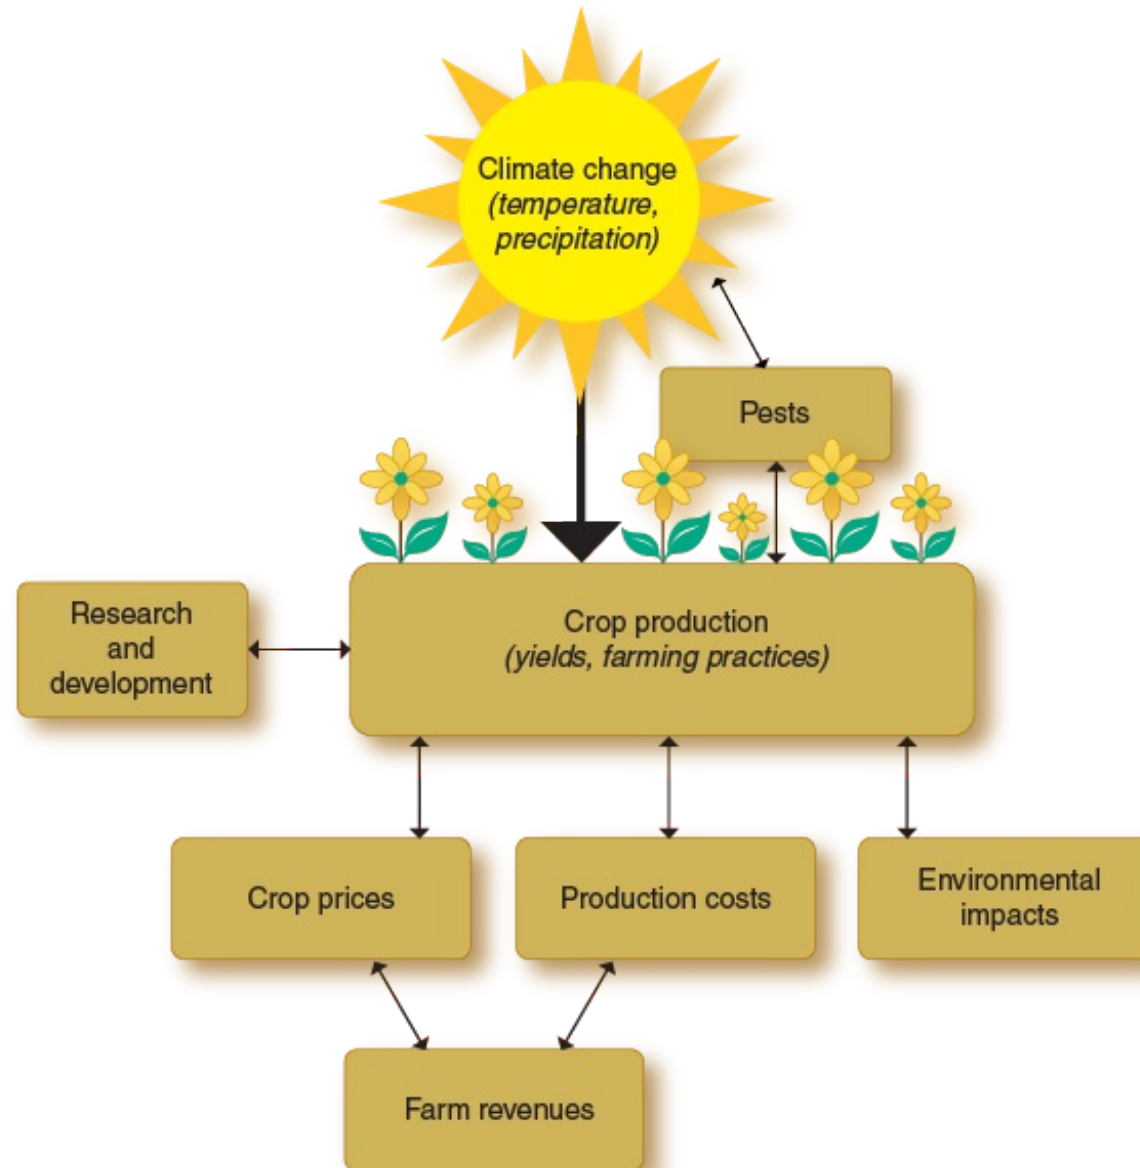 Climate change
(temperature,
precipitation)
Pests
Research
and
development
Crop production
(yields, farming practices)
Crop prices
Production costs
Environmental
impacts
Farm revenues